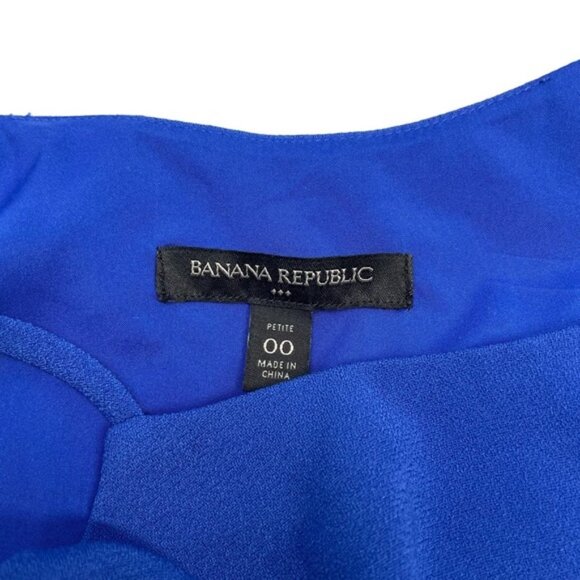 BANANA REPUBLIC
PETITE
00
MADE IN
CHINA